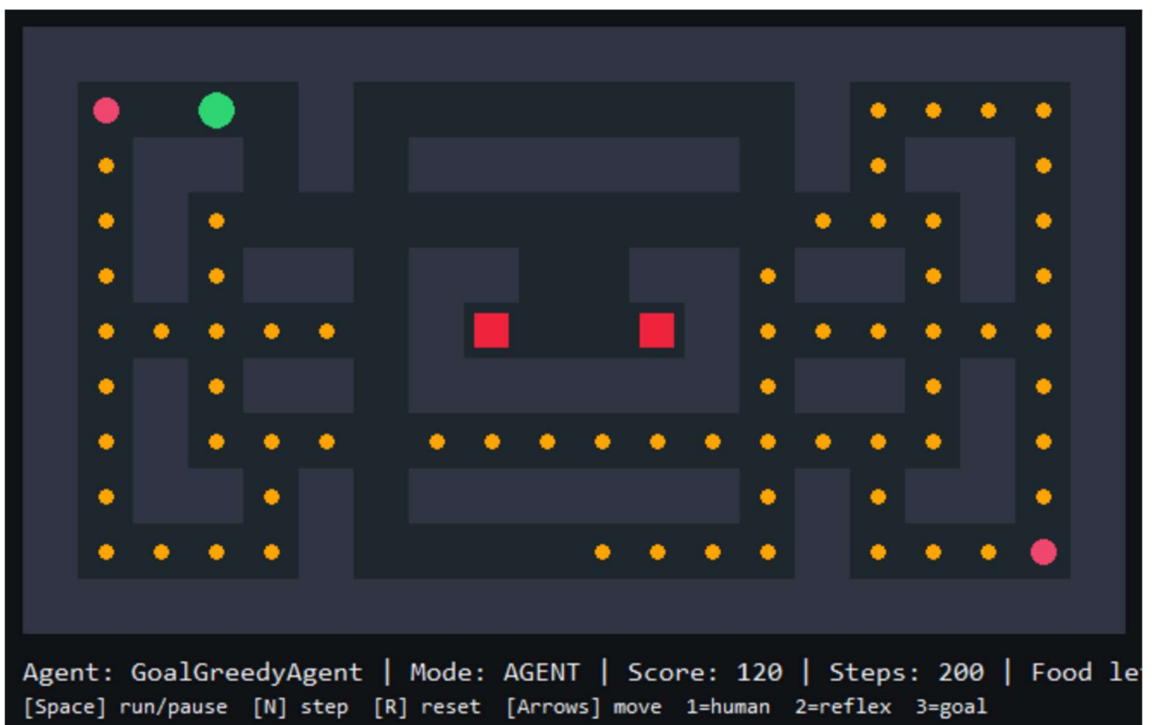 Agent: GoalGreedyAgent | Mode: AGENT | Score: 120 | Steps: 200 | Food
[Space] run/pause [N] step [R] reset [Arrows] move 1=human 2=reflex 3=goal